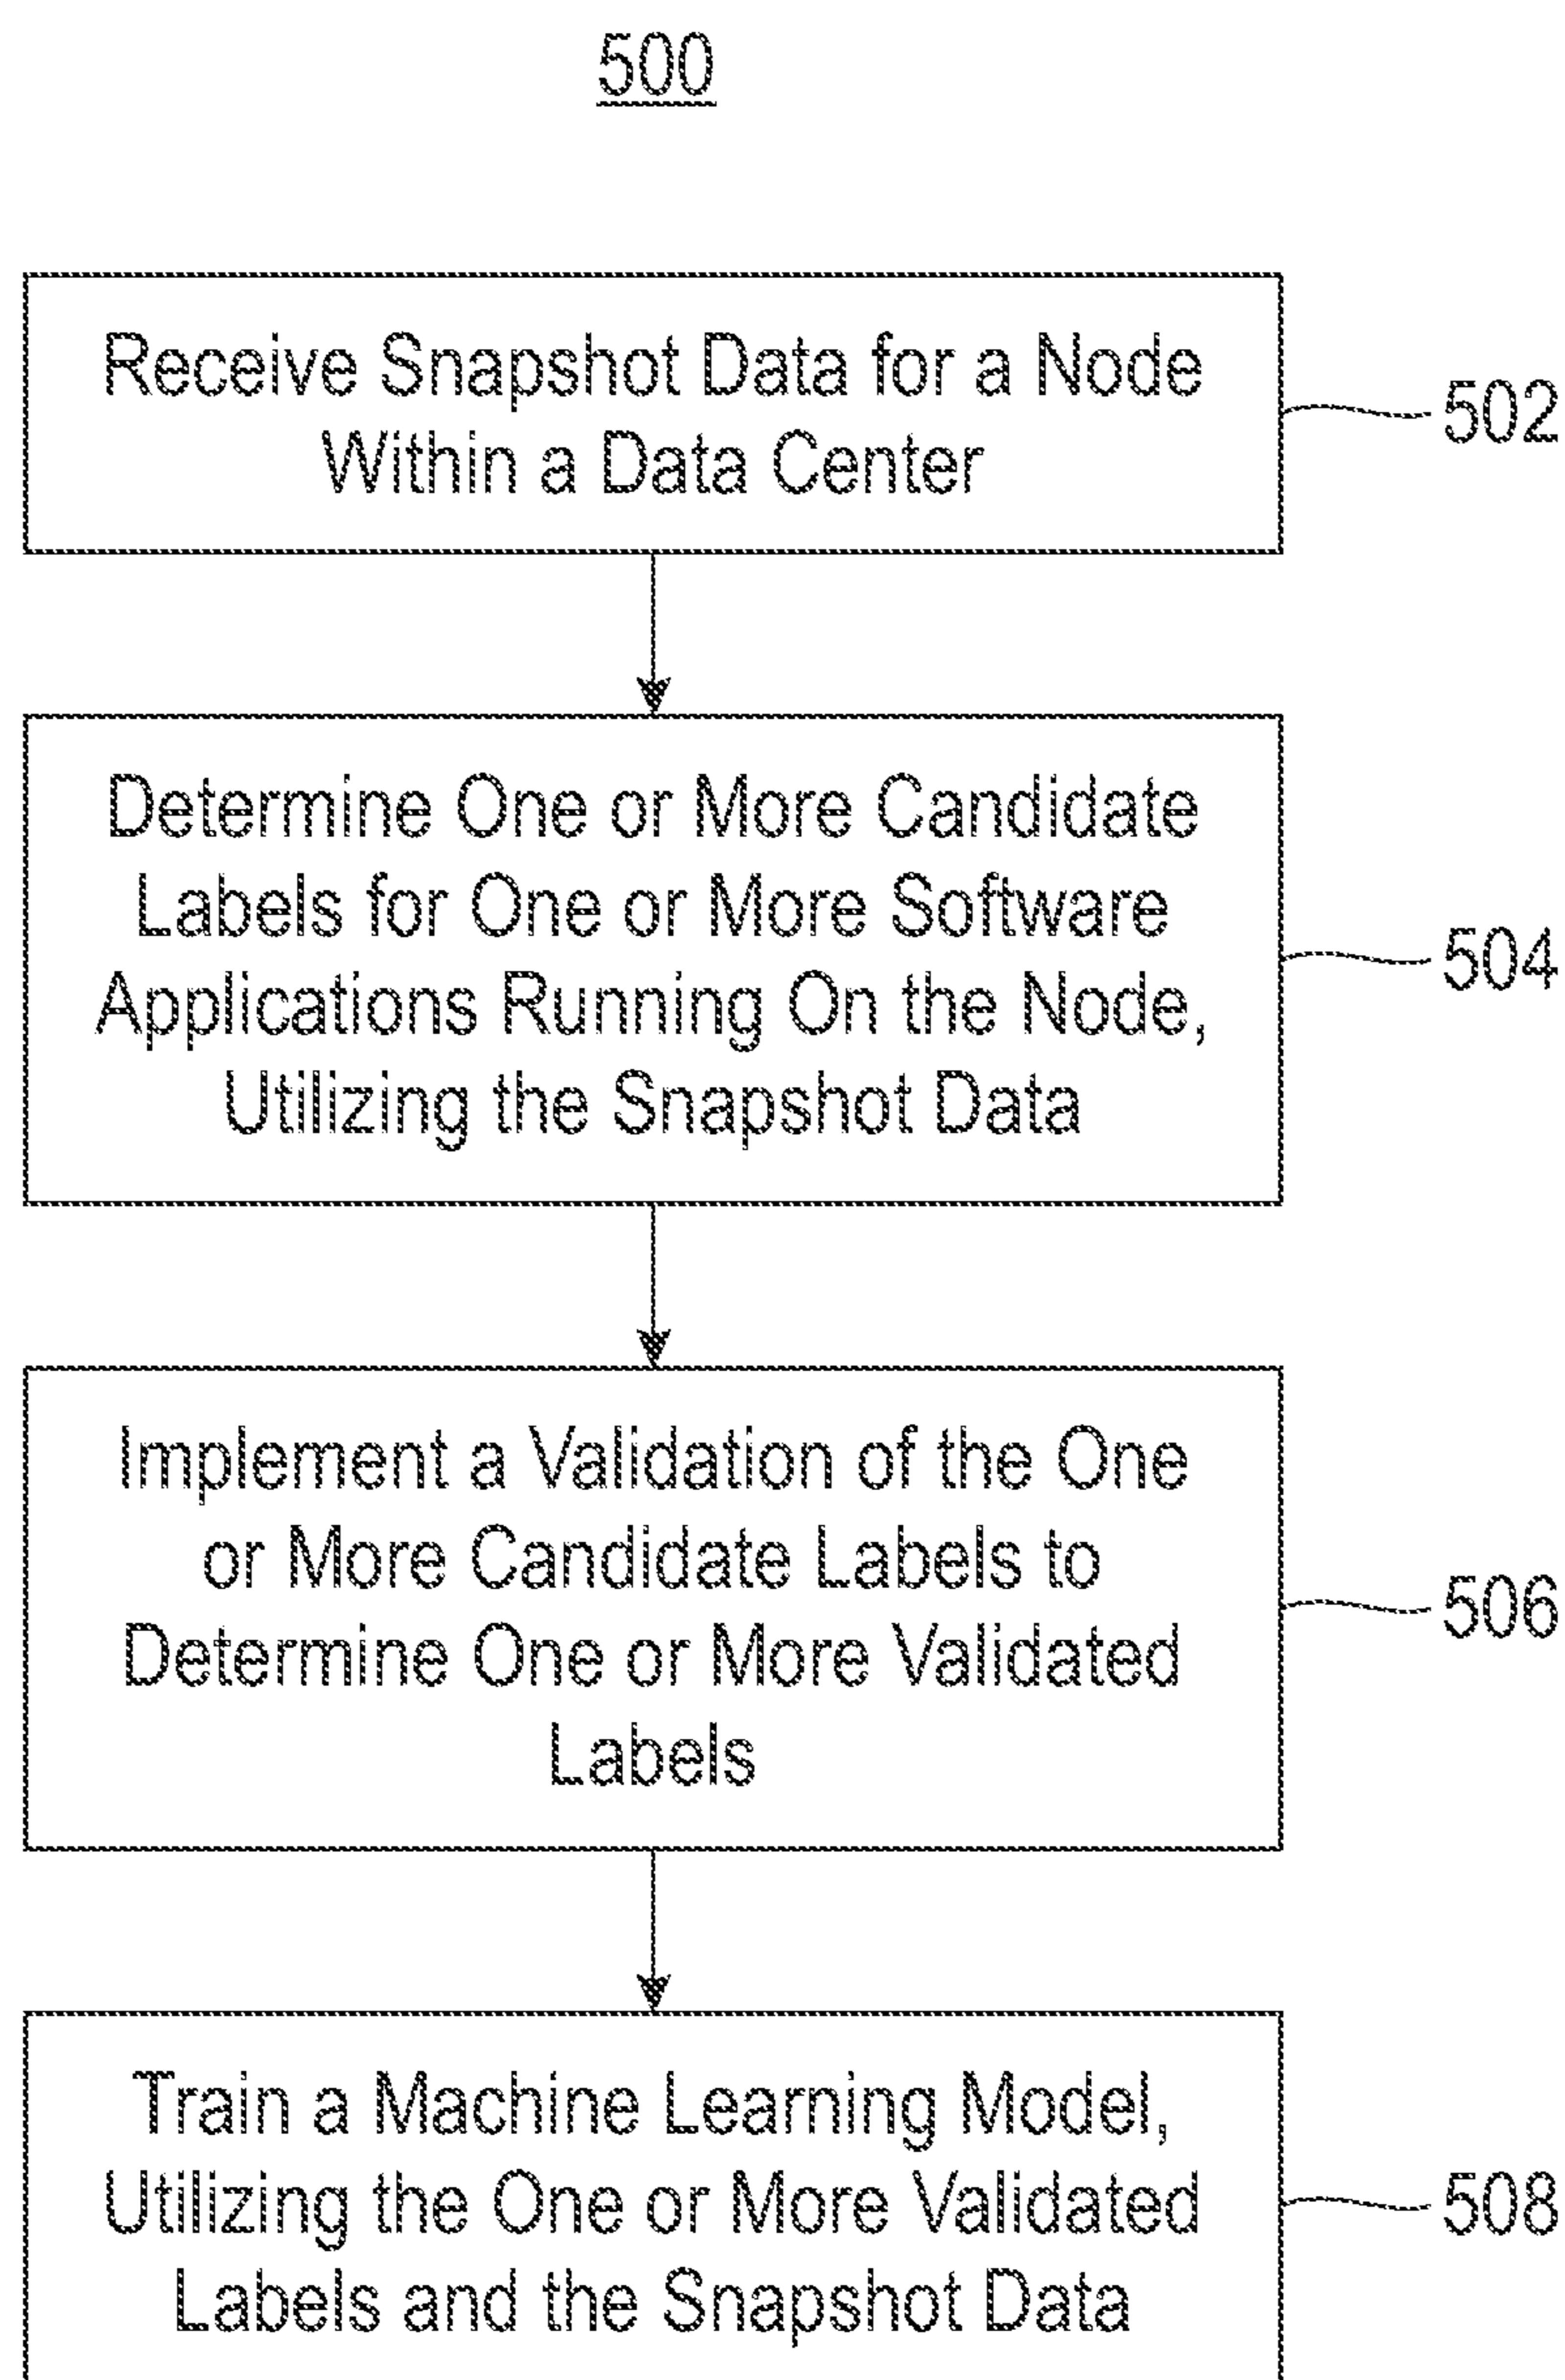 500
Receive Snapshot Data for a Node
Within a Data Center
502
Determine One or More Candidate
Labels for One or More Software
Applications Running On the Node,
Utilizing the Snapshot Data
504
Implement a Validation of the One
or More Candidate Labels to
Determine One or More Validated
Labels
506
Train a Machine Learning Model,
Utilizing the One or More Validated
Labels and the Snapshot Data
508